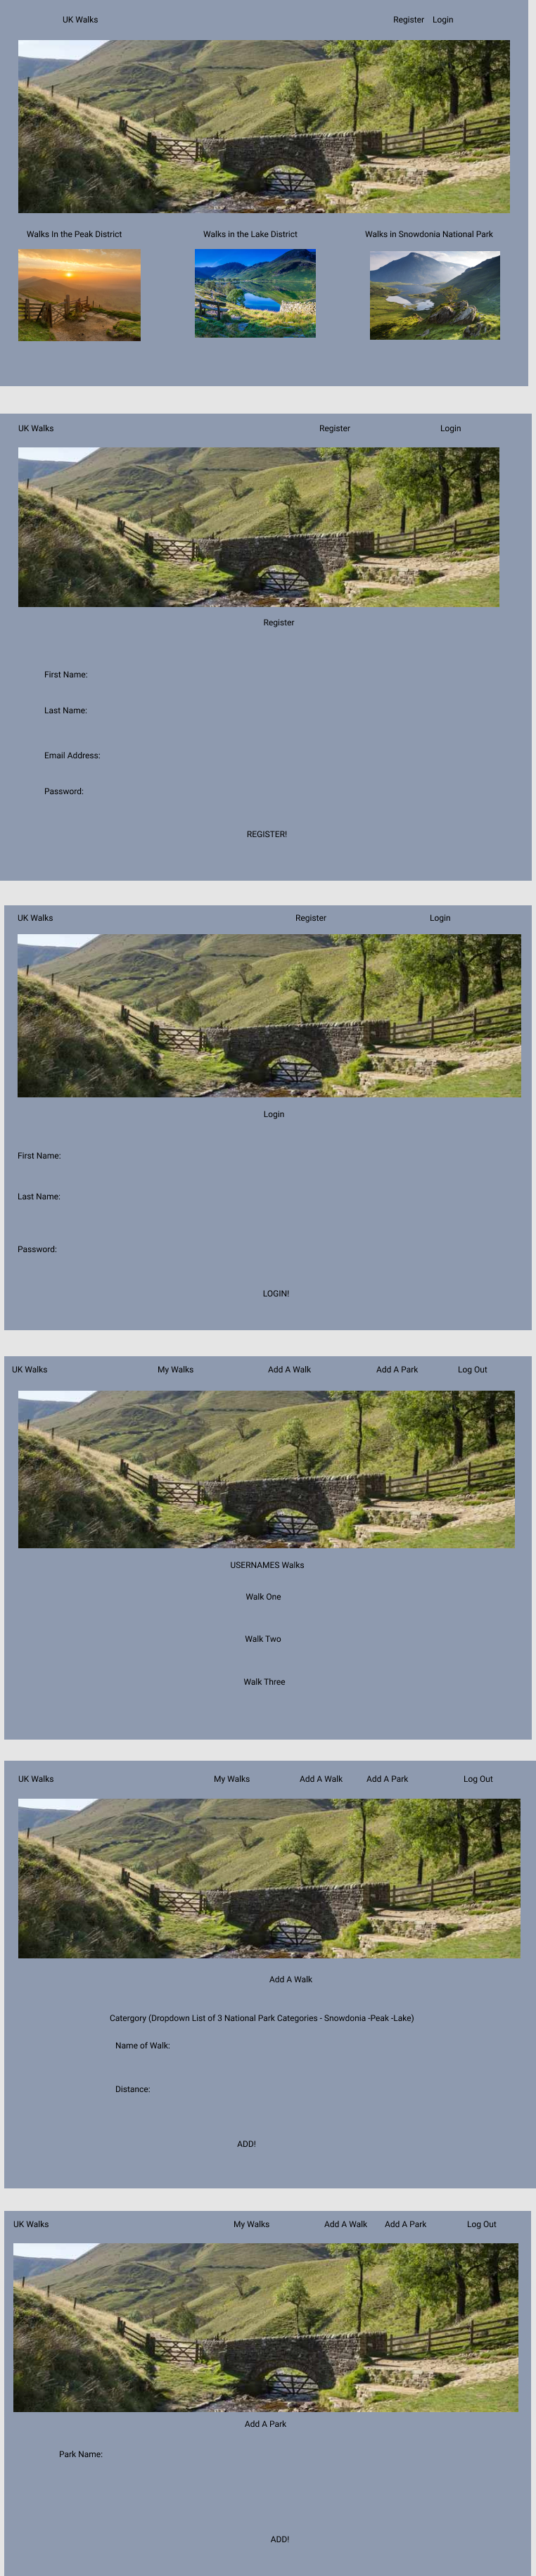 UK Walks Register Login
Walks In the Peak District Walks in the Lake District Walks in Snowdonia National Park
UK Walks Register Login
Register
First Name:
Last Name:
Email Address:
Password:
REGISTER!
UK Walks Register Login
Login
First Name:
Last Name:
Password:
LOGIN!
UK Walks My Walks Add A Walk Add A Park Log Out
USERNAMES Walks
Walk One
Walk Two
Walk Three
UK Walks My Walks Add A Walk Add A Park Log Out
Add A Walk
Catergory (Dropdown List of 3 National Park Categories - Snowdonia -Peak -Lake)
Name of Walk:
Distance:
ADD!
UK Walks My Walks Add A Walk Add A Park Log Out
Add A Park
Park Name:
ADD!